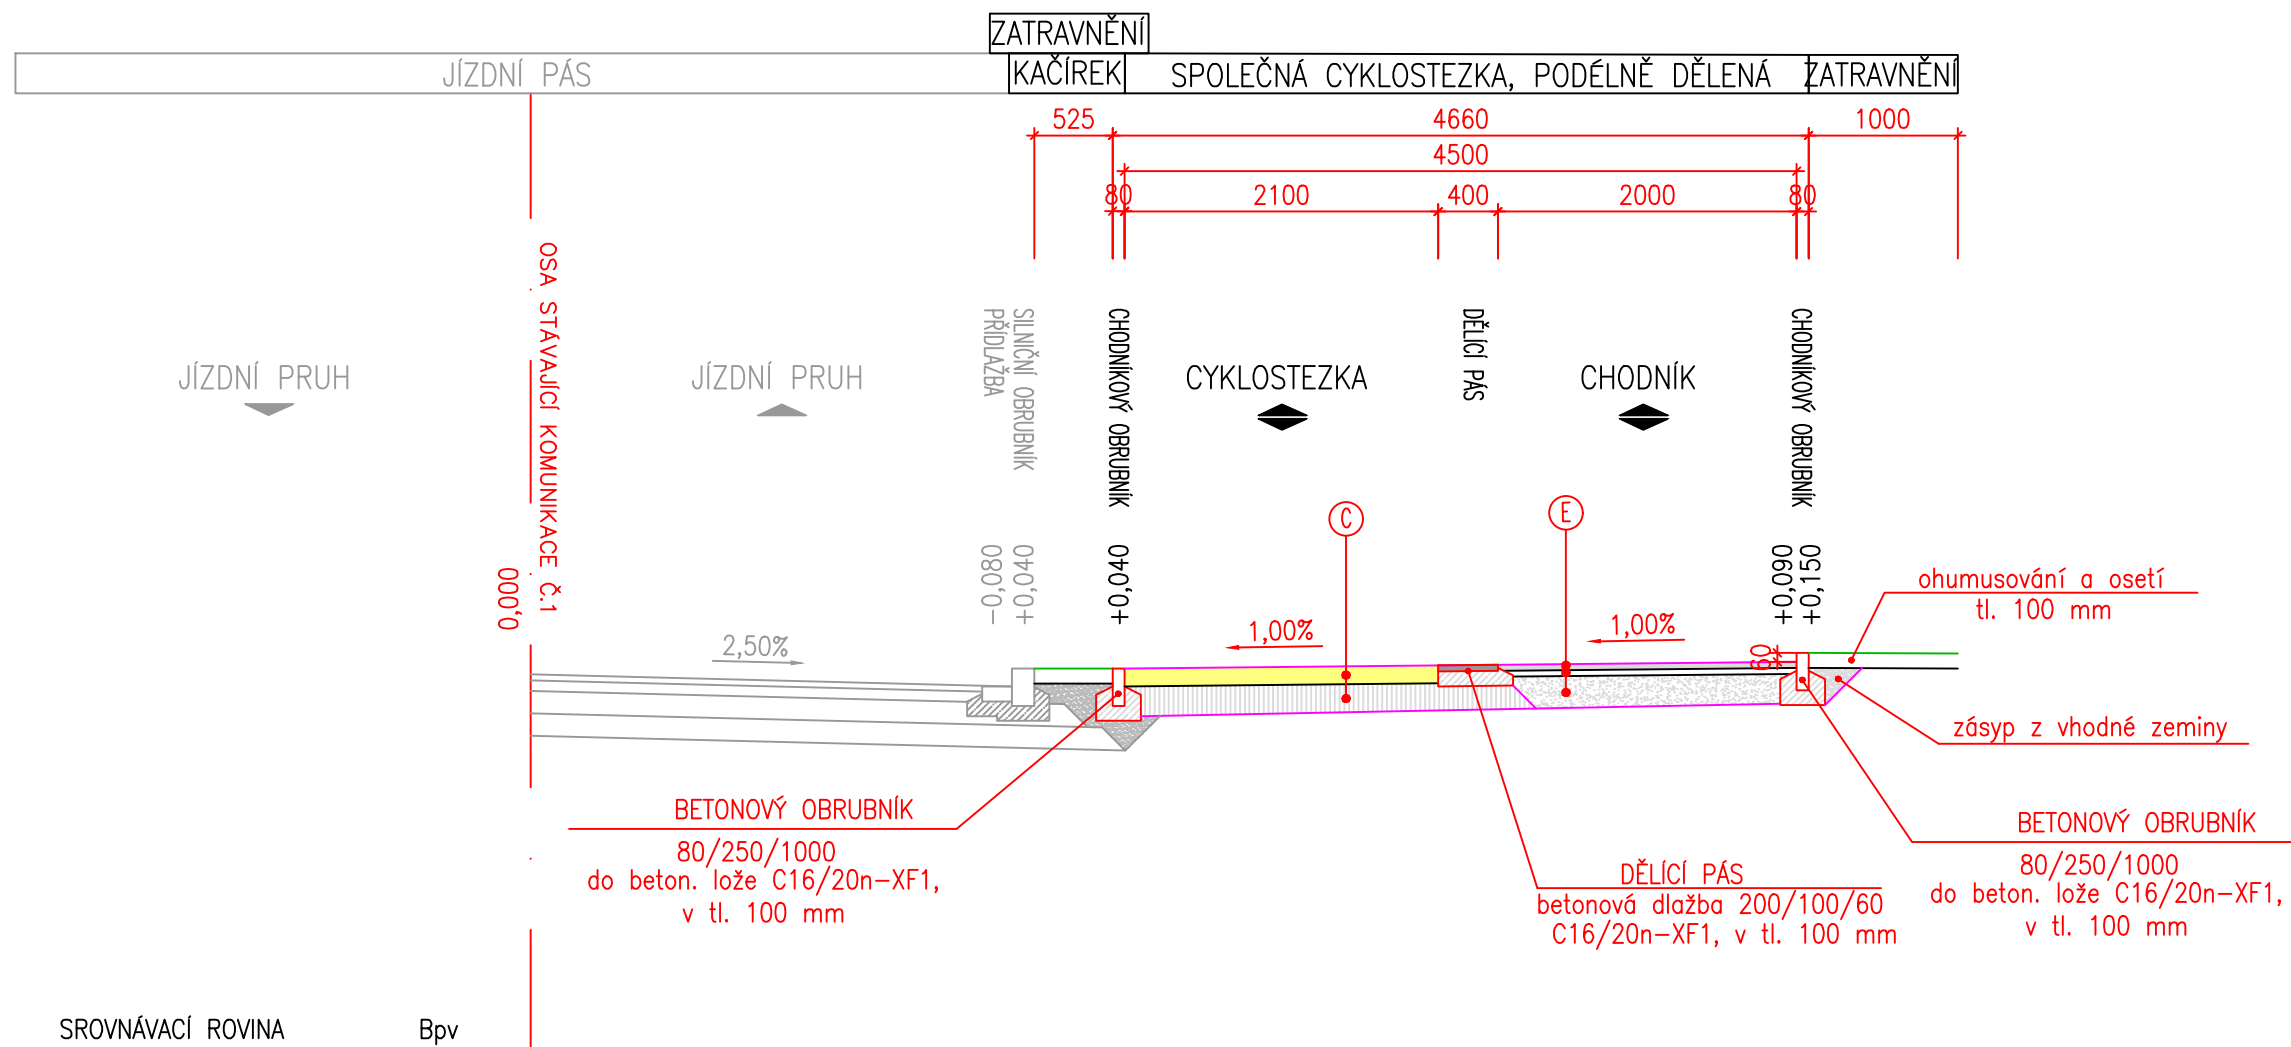 ZATRAVNĚNÍ
JÍZDNÍ PÁS
KAČÍREK
SPOLEČNÁ CYKLOSTEZKA, PODÉLNĚ DĚLENÁ
ZATRAVNĚNÍ
525
4660
1000
4500
80
2100
400
2000
80
OSA STÁVAJÍCÍ KOMUNIKACE Č.1
0,000
JÍZDNÍ PRUH
JÍZDNÍ PRUH
PŘÍDLAŽBA
SILNIČNÍ OBRUBNÍK
CHODNÍKOVÝ OBRUBNÍK
CYKLOSTEZKA
DĚLÍCÍ PÁS
CHODNÍK
CHODNÍKOVÝ OBRUBNÍK
C
E
-0,080
+0,040
+0,040
+0,090
+0,150
2,50%
1,00%
1,00%
60
ohumusování a osetí
tl. 100 mm
zásyp z vhodné zeminy
BETONOVÝ OBRUBNÍK
80/250/1000
do beton. lože C16/20n-XF1,
v tl. 100 mm
DĚLÍCÍ PÁS
betonová dlažba 200/100/60
C16/20n-XF1, v tl. 100 mm
BETONOVÝ OBRUBNÍK
80/250/1000
do beton. lože C16/20n-XF1,
v tl. 100 mm
SROVNÁVACÍ ROVINA
Bpv